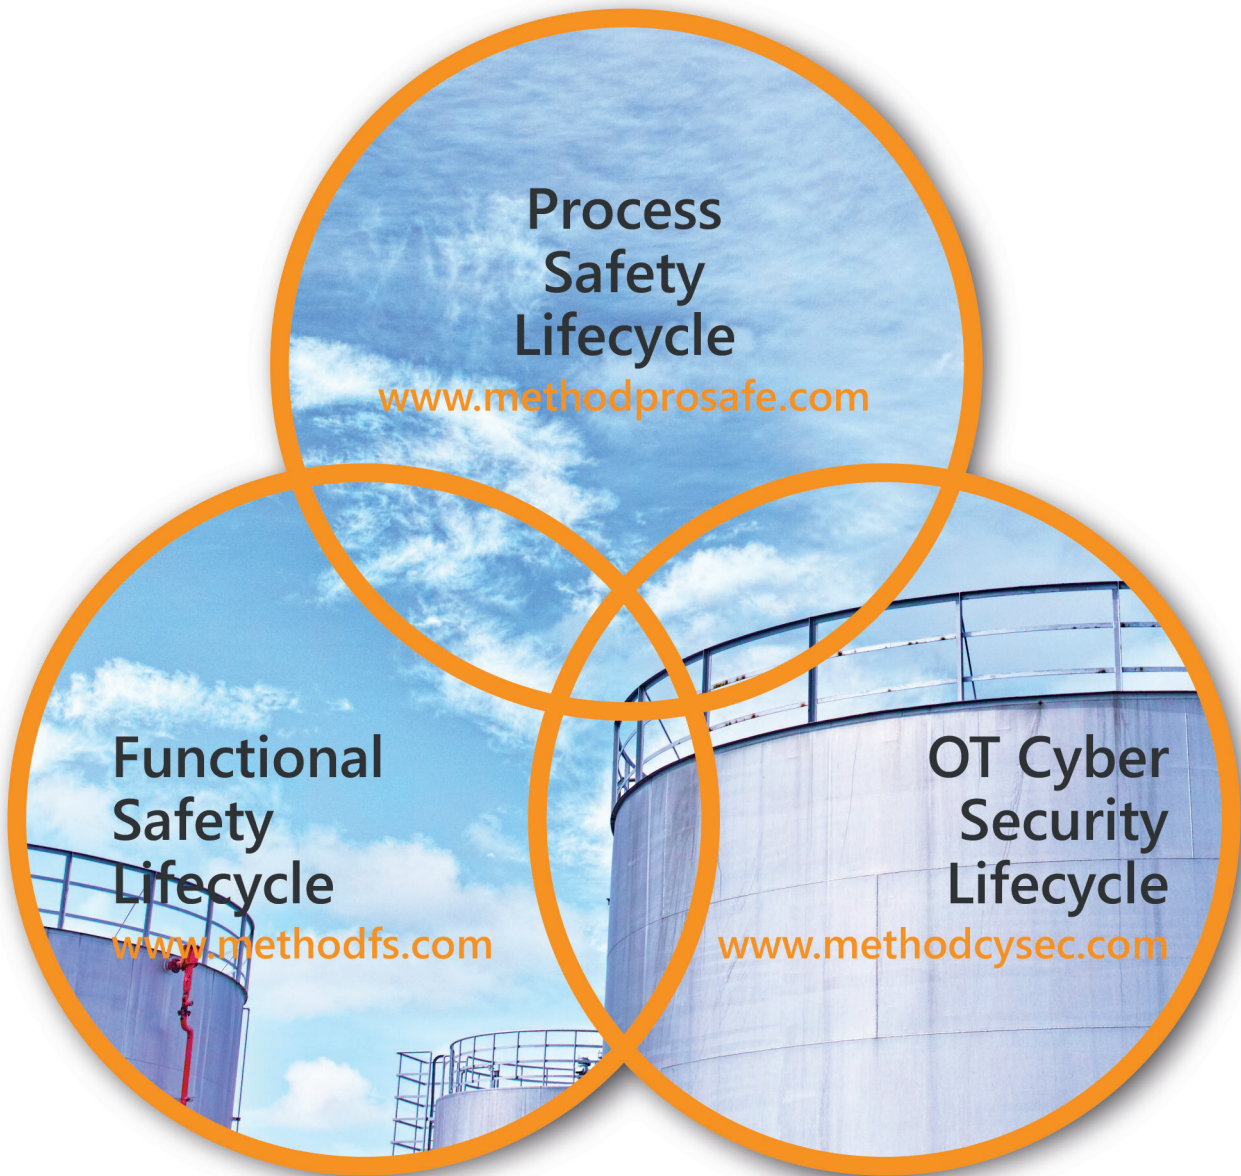 Process
Safety
Lifecycle
www.methodprosafe.com
Functional
Safety
Lifecycle
www.methodfs.com
OT Cyber
Security
Lifecycle
www.methodcysec.com